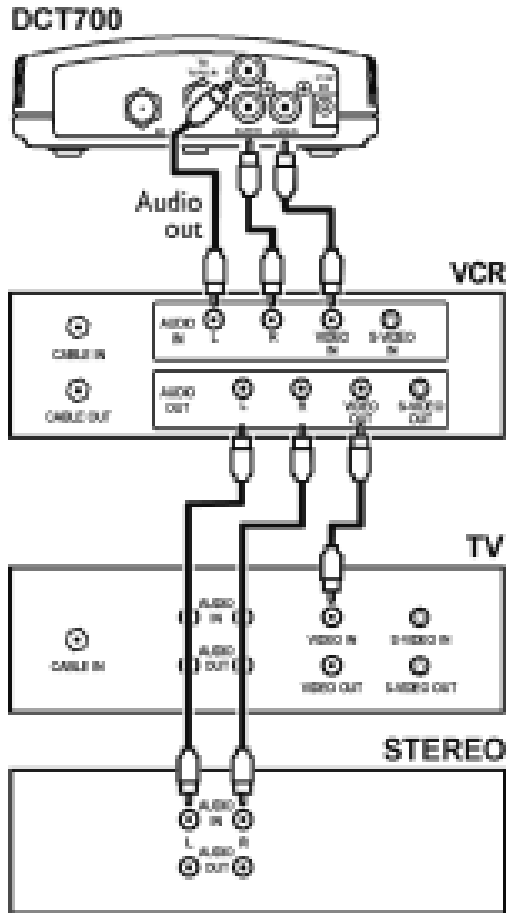 DCT700
AUDIO
VIDEO
Audio
out
VCR
CABLE IN
AUDIO
IN
L
R
VIDEO
IN
S-VIDEO
IN
CABLE OUT
AUDIO
OUT
L
R
VIDEO
OUT
S-VIDEO
OUT
TV
CABLE IN
AUDIO
IN
AUDIO
OUT
VIDEO IN
S-VIDEO IN
VIDEO OUT
S-VIDEO OUT
STEREO
AUDIO
IN
L
R
AUDIO
OUT